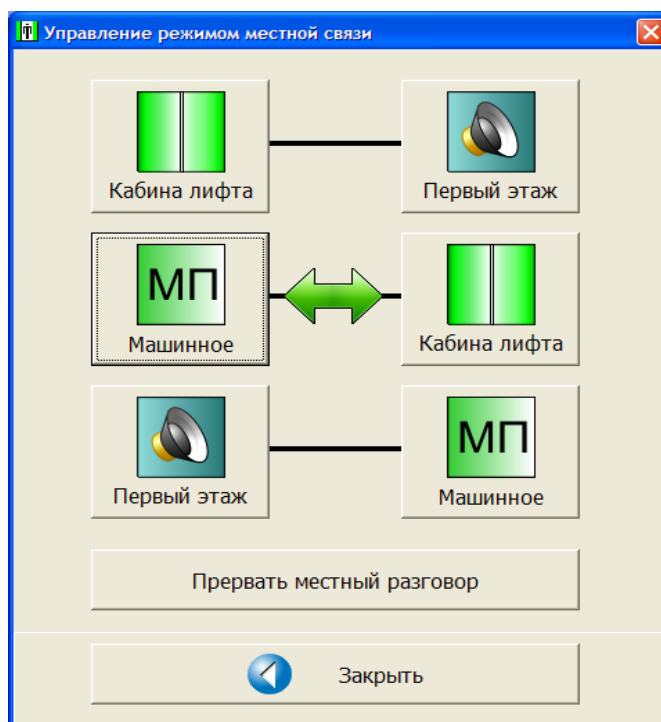 Управление режимом местной связи
Кабина лифта
Первый этаж
МП
Машинное
Кабина лифта
Первый этаж
МП
Машинное
Прервать местный разговор
Закрыть